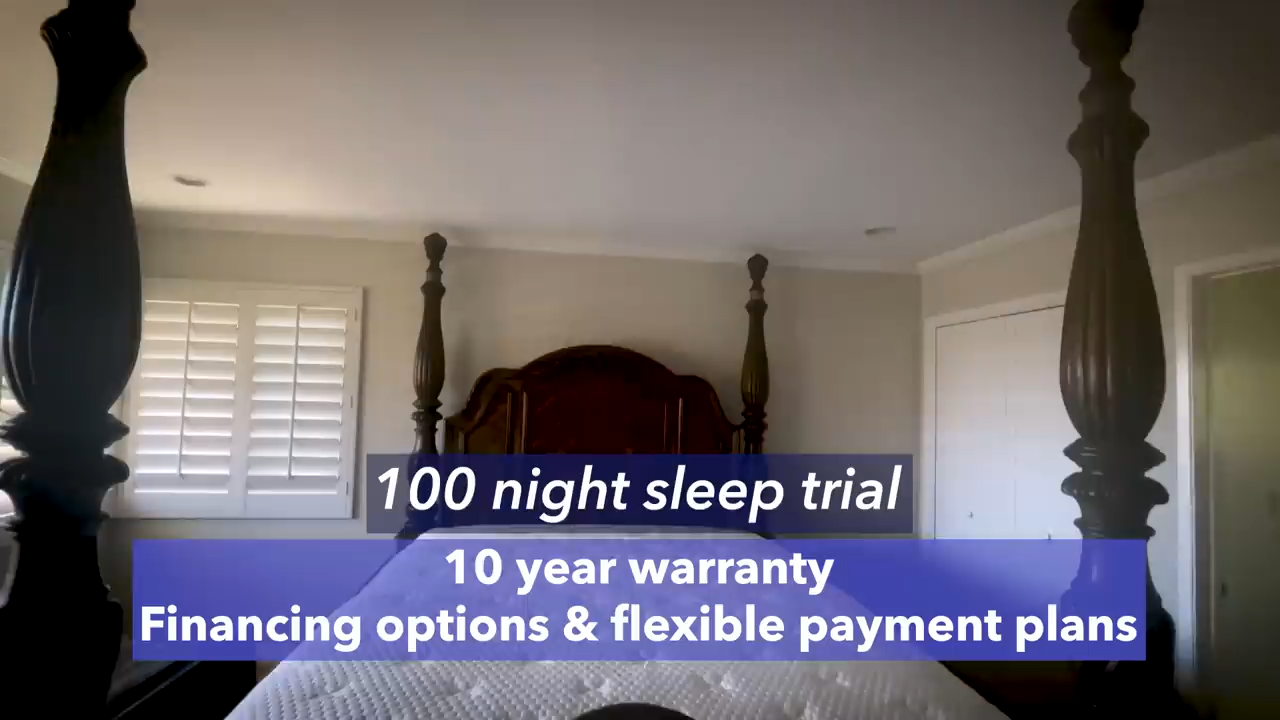 100 night sleep trial
10 year warranty
Financing options & flexible payment plans